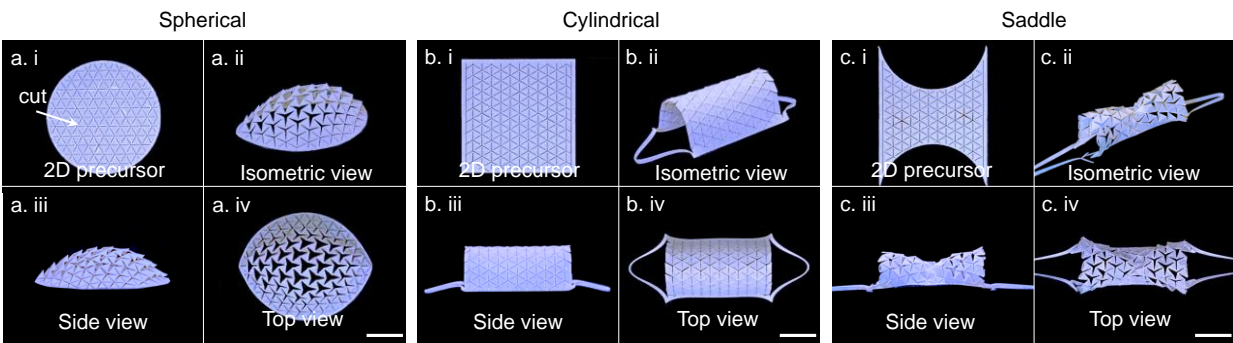 Spherical
Cylindrical
Saddle
a. i
cut
2D precursor
a. ii
Isometric view
b. i
2D precursor
b. ii
Isometric view
c. i
2D precursor
c. ii
Isometric view
a. iii
Side view
a. iv
Top view
b. iii
Side view
b. iv
Top view
c. iii
Side view
c. iv
Top view